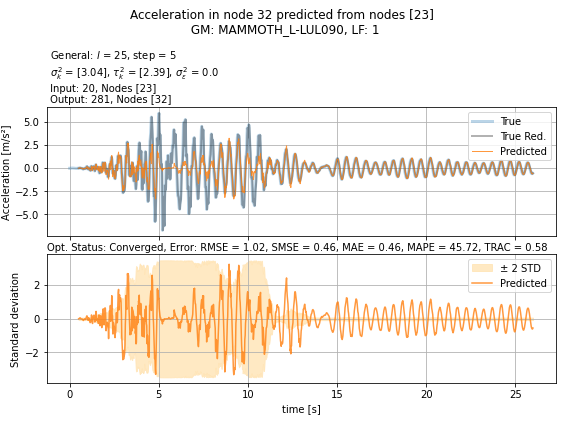 Acceleration in node 32 predicted from nodes [23]
GM: MAMMOTH_L-LUL090, LF: 1
General: l = 25, step = 5
σ²ₖ = [3.04], τ²ₖ = [2.39], σ²ε = 0.0
Input: 20, Nodes [23]
Output: 281, Nodes [32]
Acceleration [m/s²]
5.0
2.5
0.0
−2.5
−5.0
True
True Red.
Predicted
Opt. Status: Converged, Error: RMSE = 1.02, SMSE = 0.46, MAE = 0.46, MAPE = 45.72, TRAC = 0.58
Standard deviation
2
0
−2
± 2 STD
Predicted
0 5 10 15 20 25
time [s]